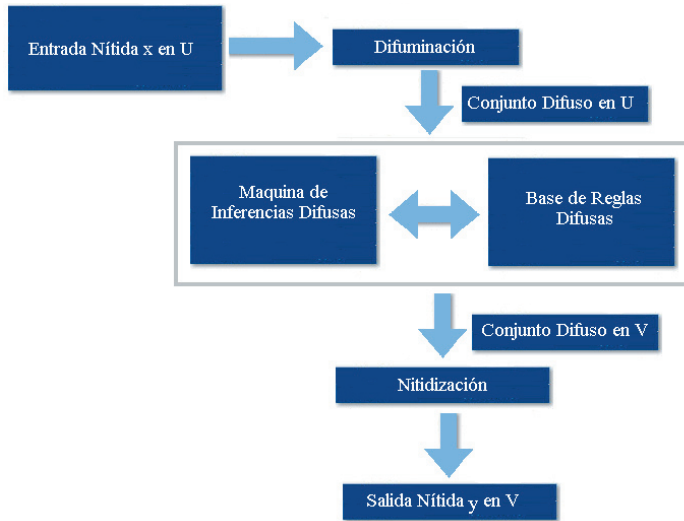 Entrada Nítida x en U
Difuminación
Conjunto Difuso en U
Maquina de
Inferencias Difusas
Base de Reglas
Difusas
Conjunto Difuso en V
Nitidización
Salida Nítida y en V